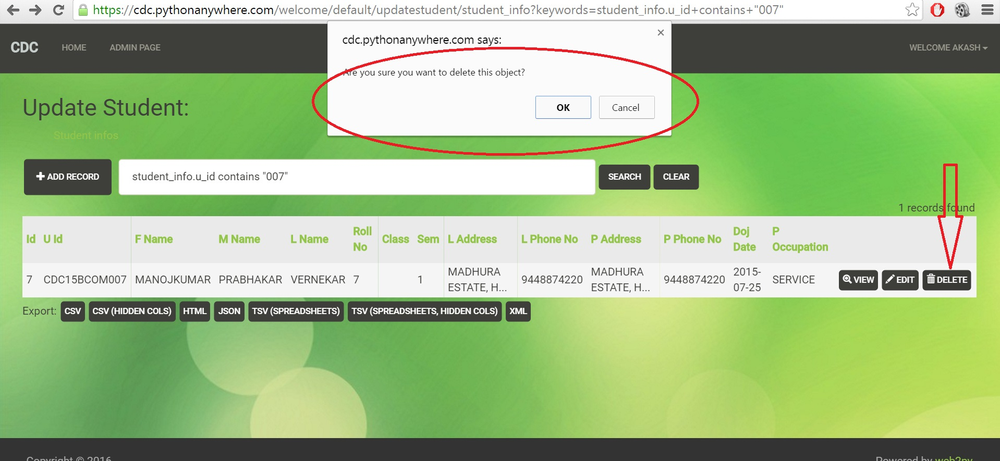 https://cdc.pythonanywhere.com/welcome/default/updatestudent/student_info?keywords=student_info.u_id+contains+"007"
CDC HOME ADMIN PAGE WELCOME AKASH
cdc.pythonanywhere.com says:
Are you sure you want to delete this object?
OK Cancel
Update Student:
Student infos
ADD RECORD student_info.u_id contains "007" SEARCH CLEAR
1 records found
Id U Id F Name M Name L Name Roll No Class Sem L Address L Phone No P Address P Phone No Doj Date P Occupation
7 CDC15BCOM007 MANOJKUMAR PRABHAKAR VERNEKAR 7 1 MADHURA ESTATE, H... 9448874220 MADHURA ESTATE, H... 9448874220 2015-07-25 SERVICE VIEW EDIT DELETE
Export: CSV CSV (HIDDEN COLS) HTML JSON TSV (SPREADSHEETS) TSV (SPREADSHEETS, HIDDEN COLS) XML
Copyright © 2016 Powered by web2py